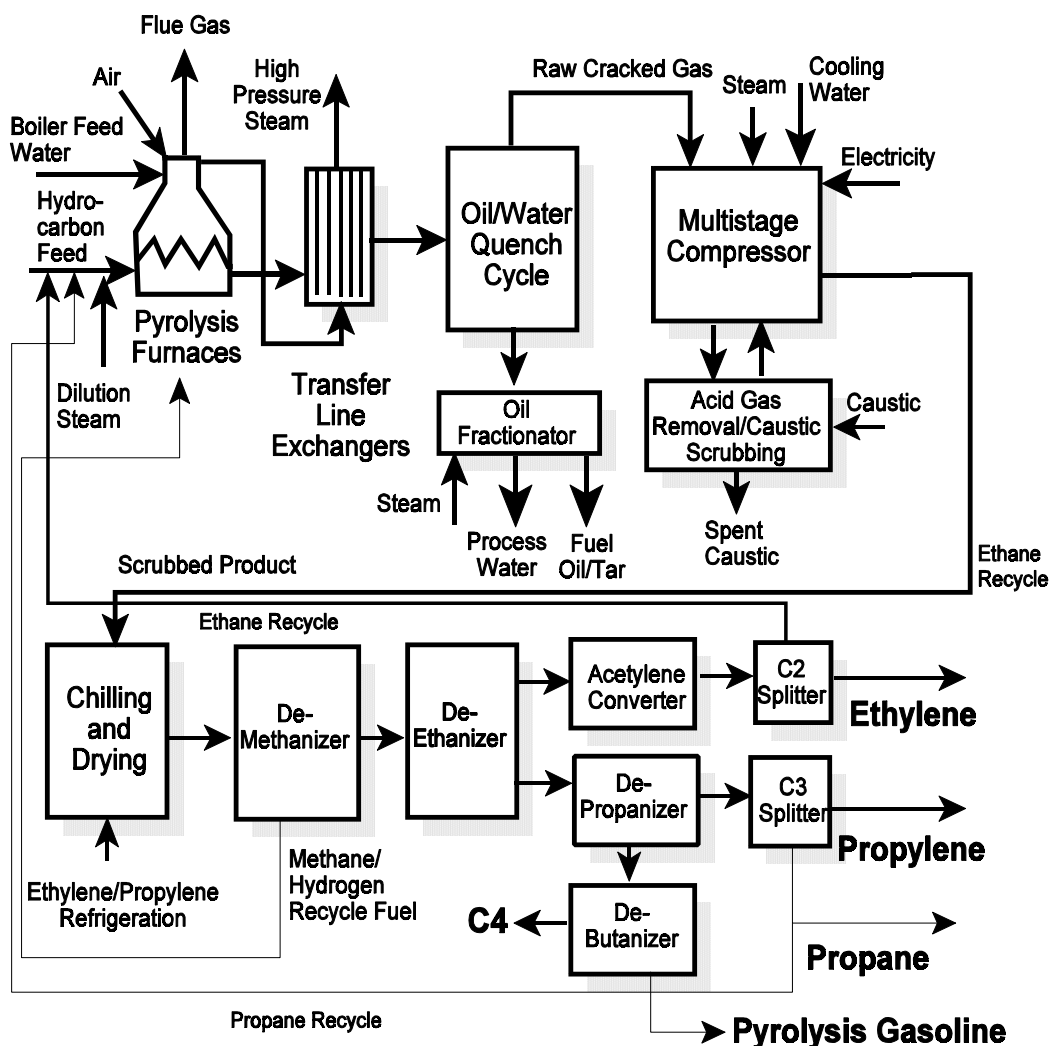 Flue Gas
Air
High
Pressure
Steam
Raw Cracked Gas
Steam
Cooling
Water
Boiler Feed
Water
Electricity
Hydro-
carbon
Feed
Oil/Water
Quench
Cycle
Multistage
Compressor
Pyrolysis
Furnaces
Dilution
Steam
Transfer
Line
Exchangers
Oil
Fractionator
Acid Gas
Removal/Caustic
Scrubbing
Caustic
Steam
Process
Water
Fuel
Oil/Tar
Spent
Caustic
Scrubbed Product
Ethane
Recycle
Ethane Recycle
Chilling
and
Drying
De-
Methanizer
De-
Ethanizer
Acetylene
Converter
C2
Splitter
Ethylene
De-
Propanizer
C3
Splitter
Propylene
Ethylene/Propylene
Refrigeration
Methane/
Hydrogen
Recycle Fuel
C4
De-
Butanizer
Propane
Propane Recycle
Pyrolysis Gasoline